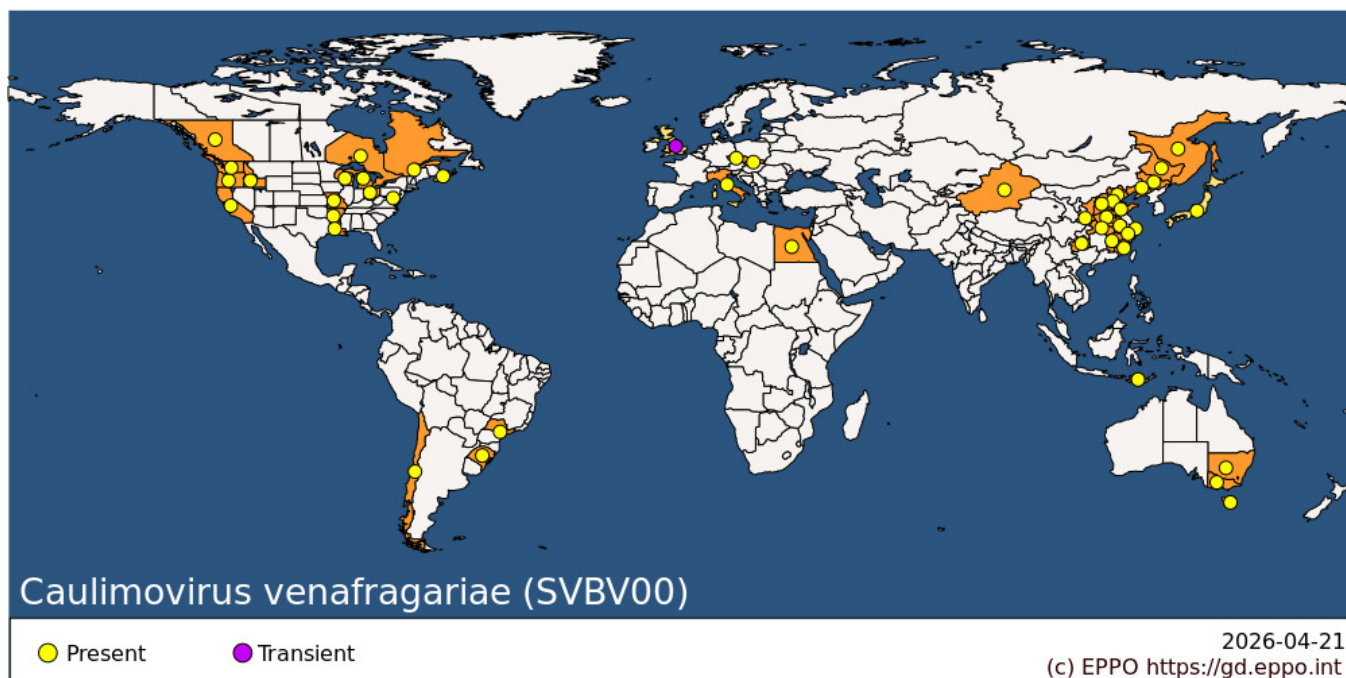 Caulimovirus venafragariae (SVBV00)
Present
Transient
2026-04-21
(c) EPPO https://gd.eppo.int